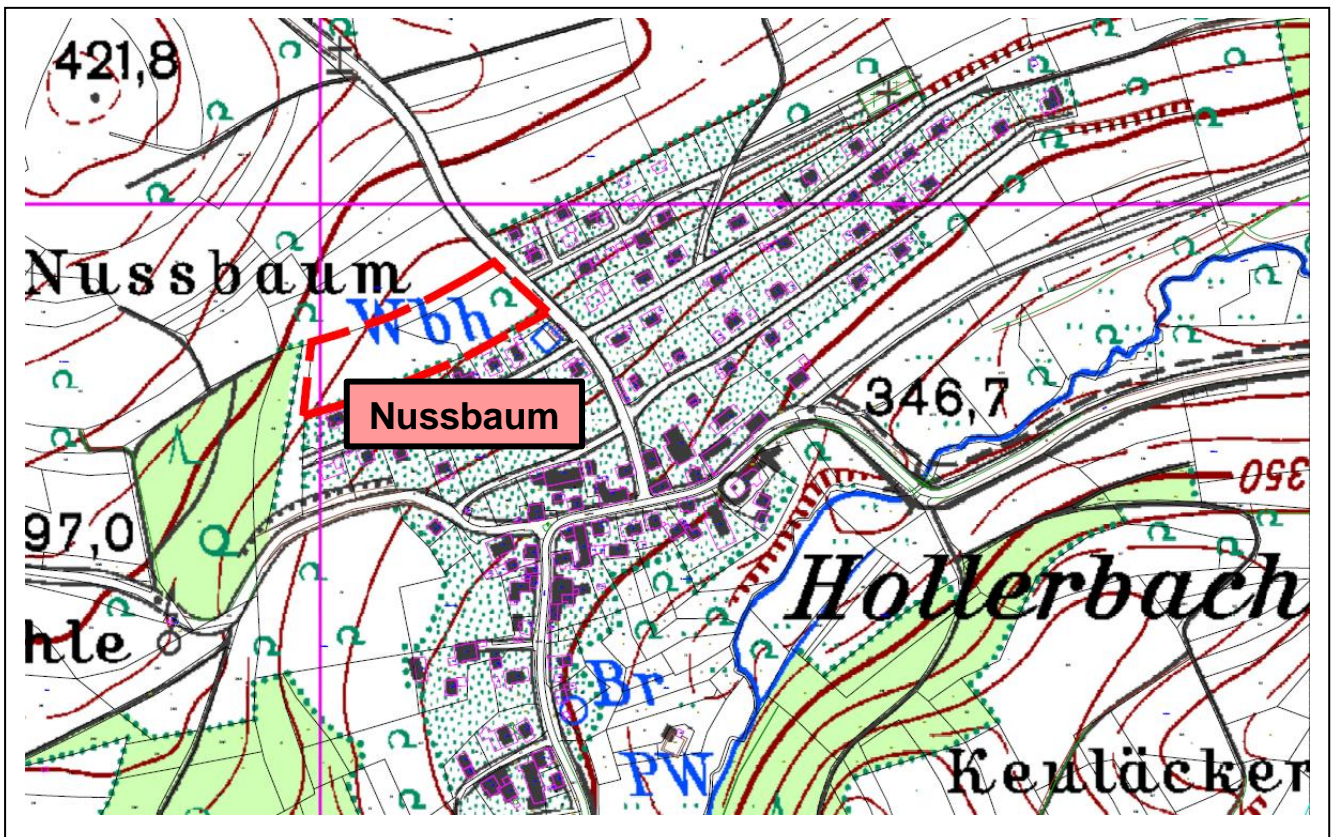 421,8
Nussbaum
Wbh
Nussbaum
346,7
350
97,0
Hollerbach
hle
Br
PW
Keuläcker